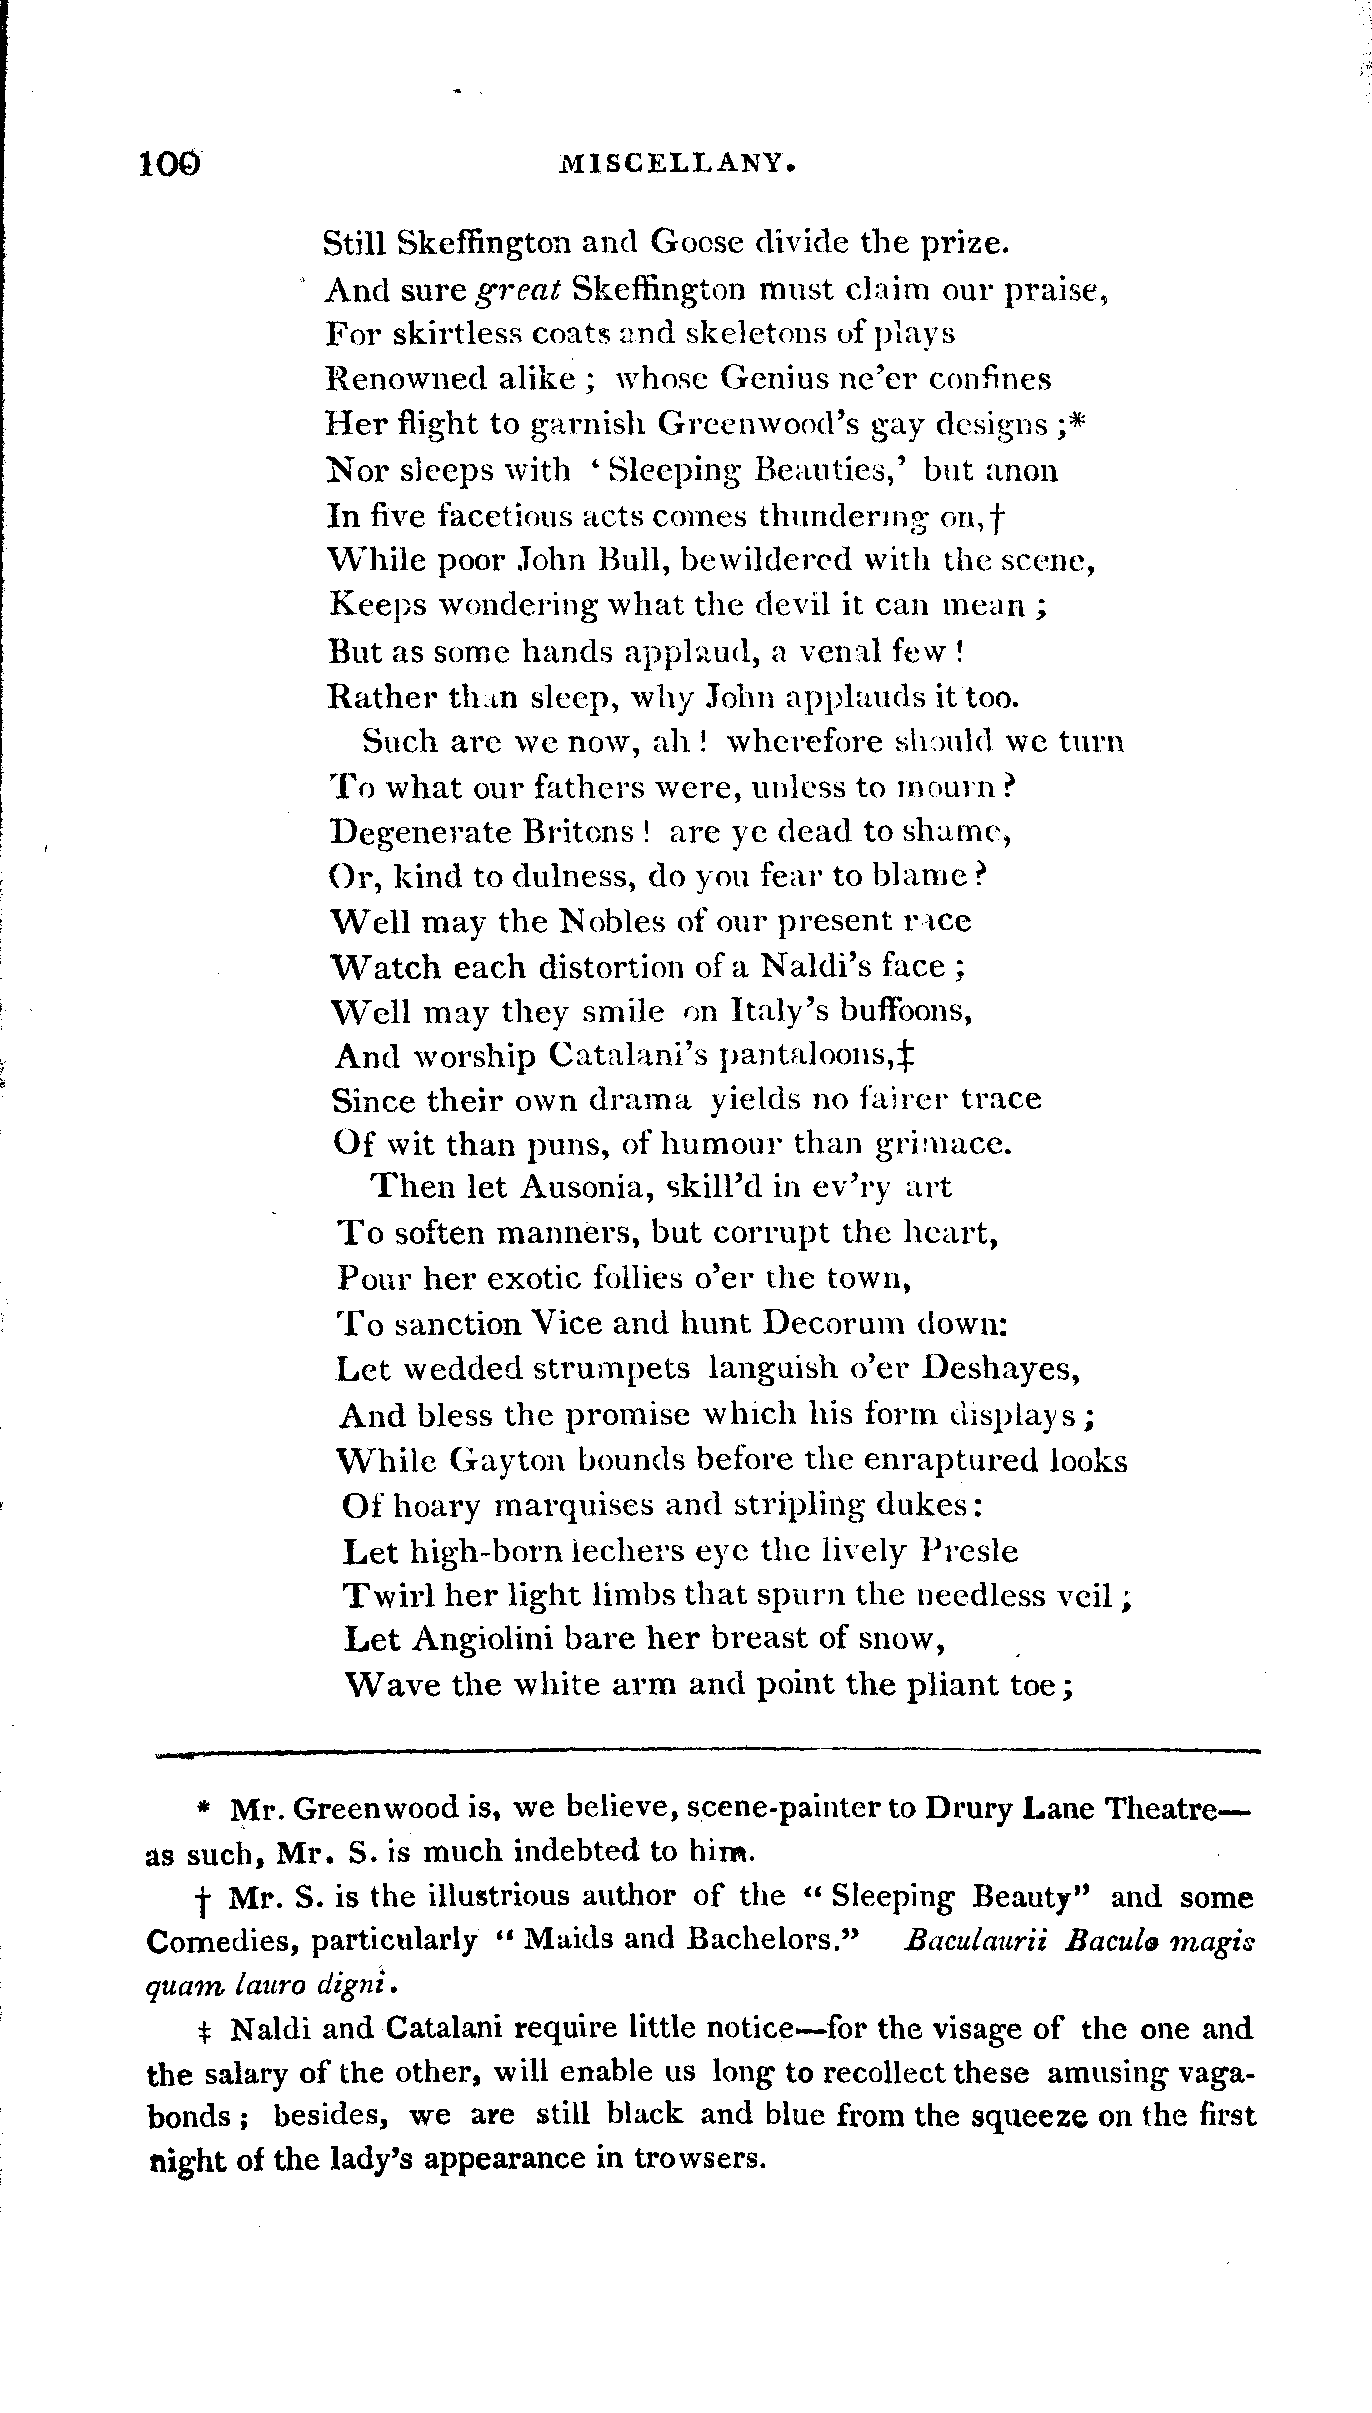 100 MISCELLANY.
Still Skeffington and Goose divide the prize.
And sure great Skeffington must claim our praise,
For skirtless coats and skeletons of plays
Renowned alike ; whose Genius ne'er confines
Her flight to garnish Greenwood's gay designs ;*
Nor sleeps with ‘ Sleeping Beauties,’ but anon
In five facetious acts comes thundering on,†
While poor John Bull, bewildered with the scene,
Keeps wondering what the devil it can mean ;
But as some hands applaud, a venal few !
Rather than sleep, why John applauds it too.
Such are we now, ah ! wherefore should we turn
To what our fathers were, unless to mourn ?
Degenerate Britons ! are ye dead to shame,
Or, kind to dulness, do you fear to blame ?
Well may the Nobles of our present race
Watch each distortion of a Naldi's face ;
Well may they smile on Italy's buffoons,
And worship Catalani's pantaloons,‡
Since their own drama yields no fairer trace
Of wit than puns, of humour than grimace.
Then let Ausonia, skill'd in ev'ry art
To soften manners, but corrupt the heart,
Pour her exotic follies o'er the town,
To sanction Vice and hunt Decorum down:
Let wedded strumpets languish o'er Deshayes,
And bless the promise which his form displays ;
While Gayton bounds before the enraptured looks
Of hoary marquises and stripling dukes :
Let high-born lechers eye the lively Presle
Twirl her light limbs that spurn the needless veil ;
Let Angiolini bare her breast of snow,
Wave the white arm and point the pliant toe ;
* Mr. Greenwood is, we believe, scene-painter to Drury Lane Theatre—
as such, Mr. S. is much indebted to him.
† Mr. S. is the illustrious author of the “ Sleeping Beauty” and some
Comedies, particularly “ Maids and Bachelors.” Baculaurii Baculo magis
quam lauro digni.
‡ Naldi and Catalani require little notice—for the visage of the one and
the salary of the other, will enable us long to recollect these amusing vaga-
bonds ; besides, we are still black and blue from the squeeze on the first
night of the lady's appearance in trowsers.